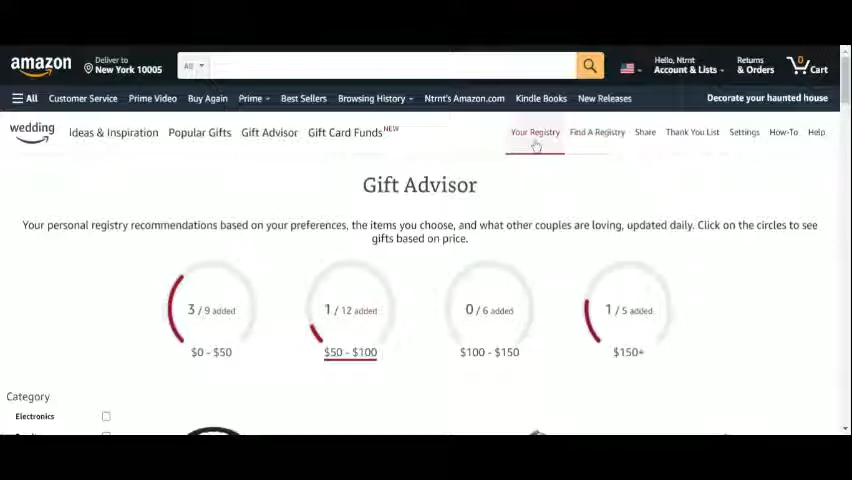 amazon
Deliver to
New York 10005
All
Hello, Ntrnt
Account & Lists
Returns
& Orders
0
Cart
All
Customer Service
Prime Video
Buy Again
Prime
Best Sellers
Browsing History
Ntrnt's Amazon.com
Kindle Books
New Releases
Decorate your haunted house
wedding
Ideas & Inspiration
Popular Gifts
Gift Advisor
Gift Card Funds NEW
Your Registry
Find A Registry
Share
Thank You List
Settings
How-To
Help
Gift Advisor
Your personal registry recommendations based on your preferences, the items you choose, and what other couples are loving, updated daily. Click on the circles to see
gifts based on price.
3 / 9 added
1 / 12 added
0 / 6 added
1 / 5 added
$0 - $50
$50 - $100
$100 - $150
$150+
Category
Electronics